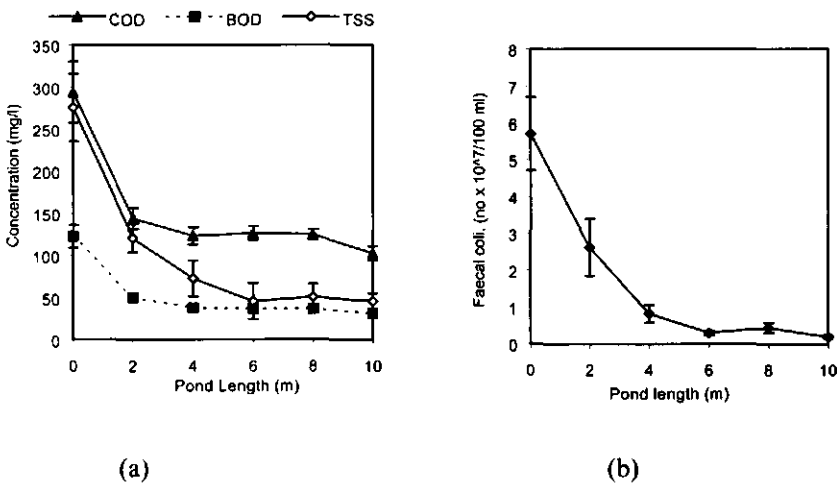 COD BOD TSS
Concentration (mg/l)
350
300
250
200
150
100
50
0
0 2 4 6 8 10
Pond Length (m)
(a)
Faecal coli, (no x 10^7/100 ml)
8
7
6
5
4
3
2
1
0
0 2 4 6 8 10
Pond length (m)
(b)